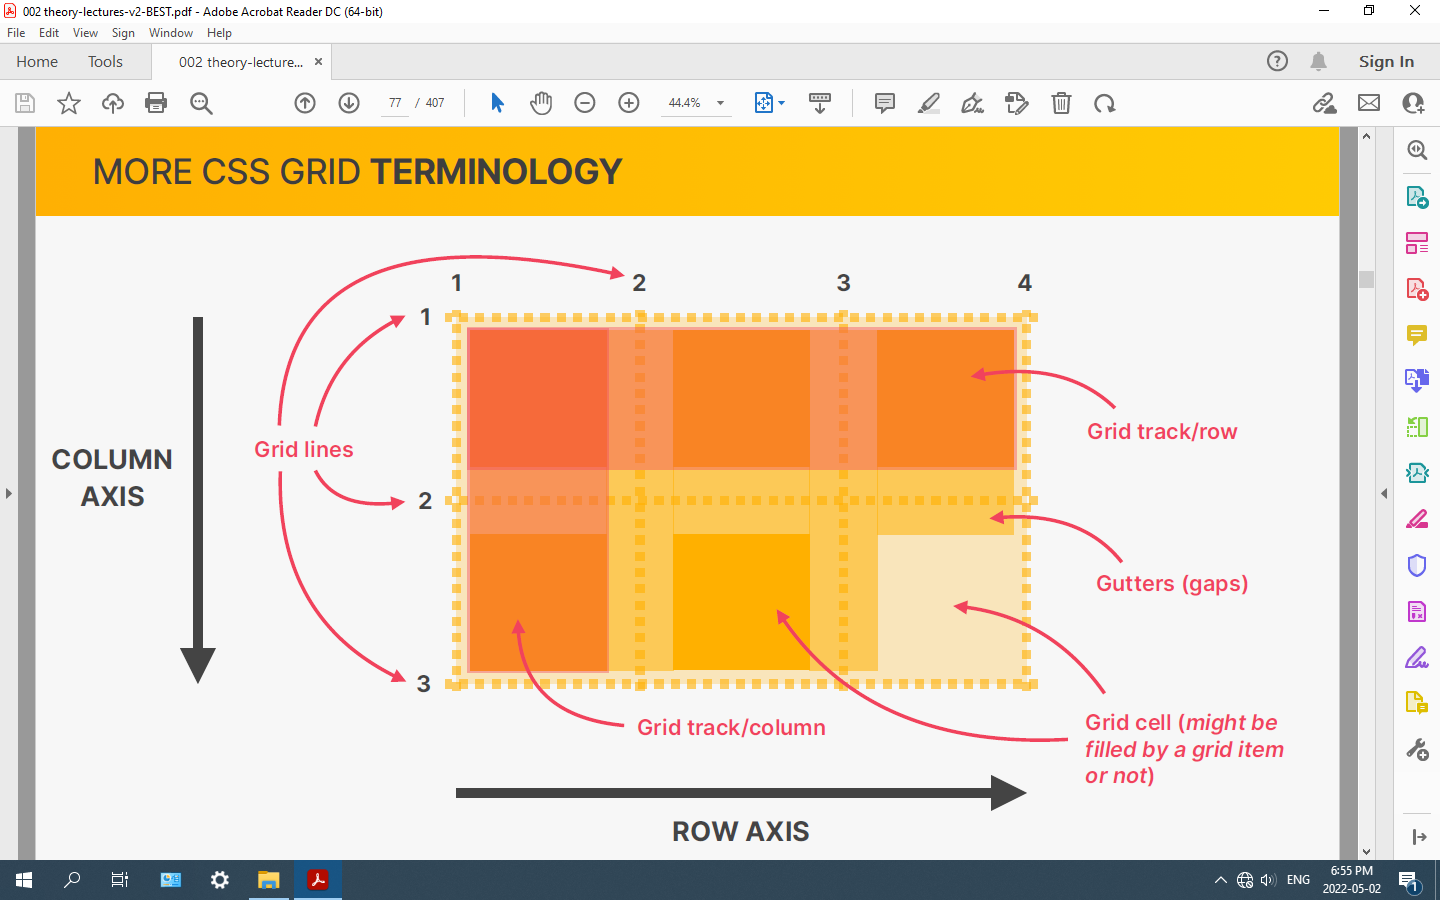 002 theory-lectures-v2-BEST.pdf - Adobe Acrobat Reader DC (64-bit)
File Edit View Sign Window Help
Home Tools 002 theory-lecture... × Sign In
77 / 407 44.4%
MORE CSS GRID TERMINOLOGY
1 2 3 4
1
Grid track/row
Grid lines
COLUMN
AXIS
2
Gutters (gaps)
3
Grid track/column
Grid cell (might be
filled by a grid item
or not)
ROW AXIS
ENG
6:55 PM
2022-05-02
1